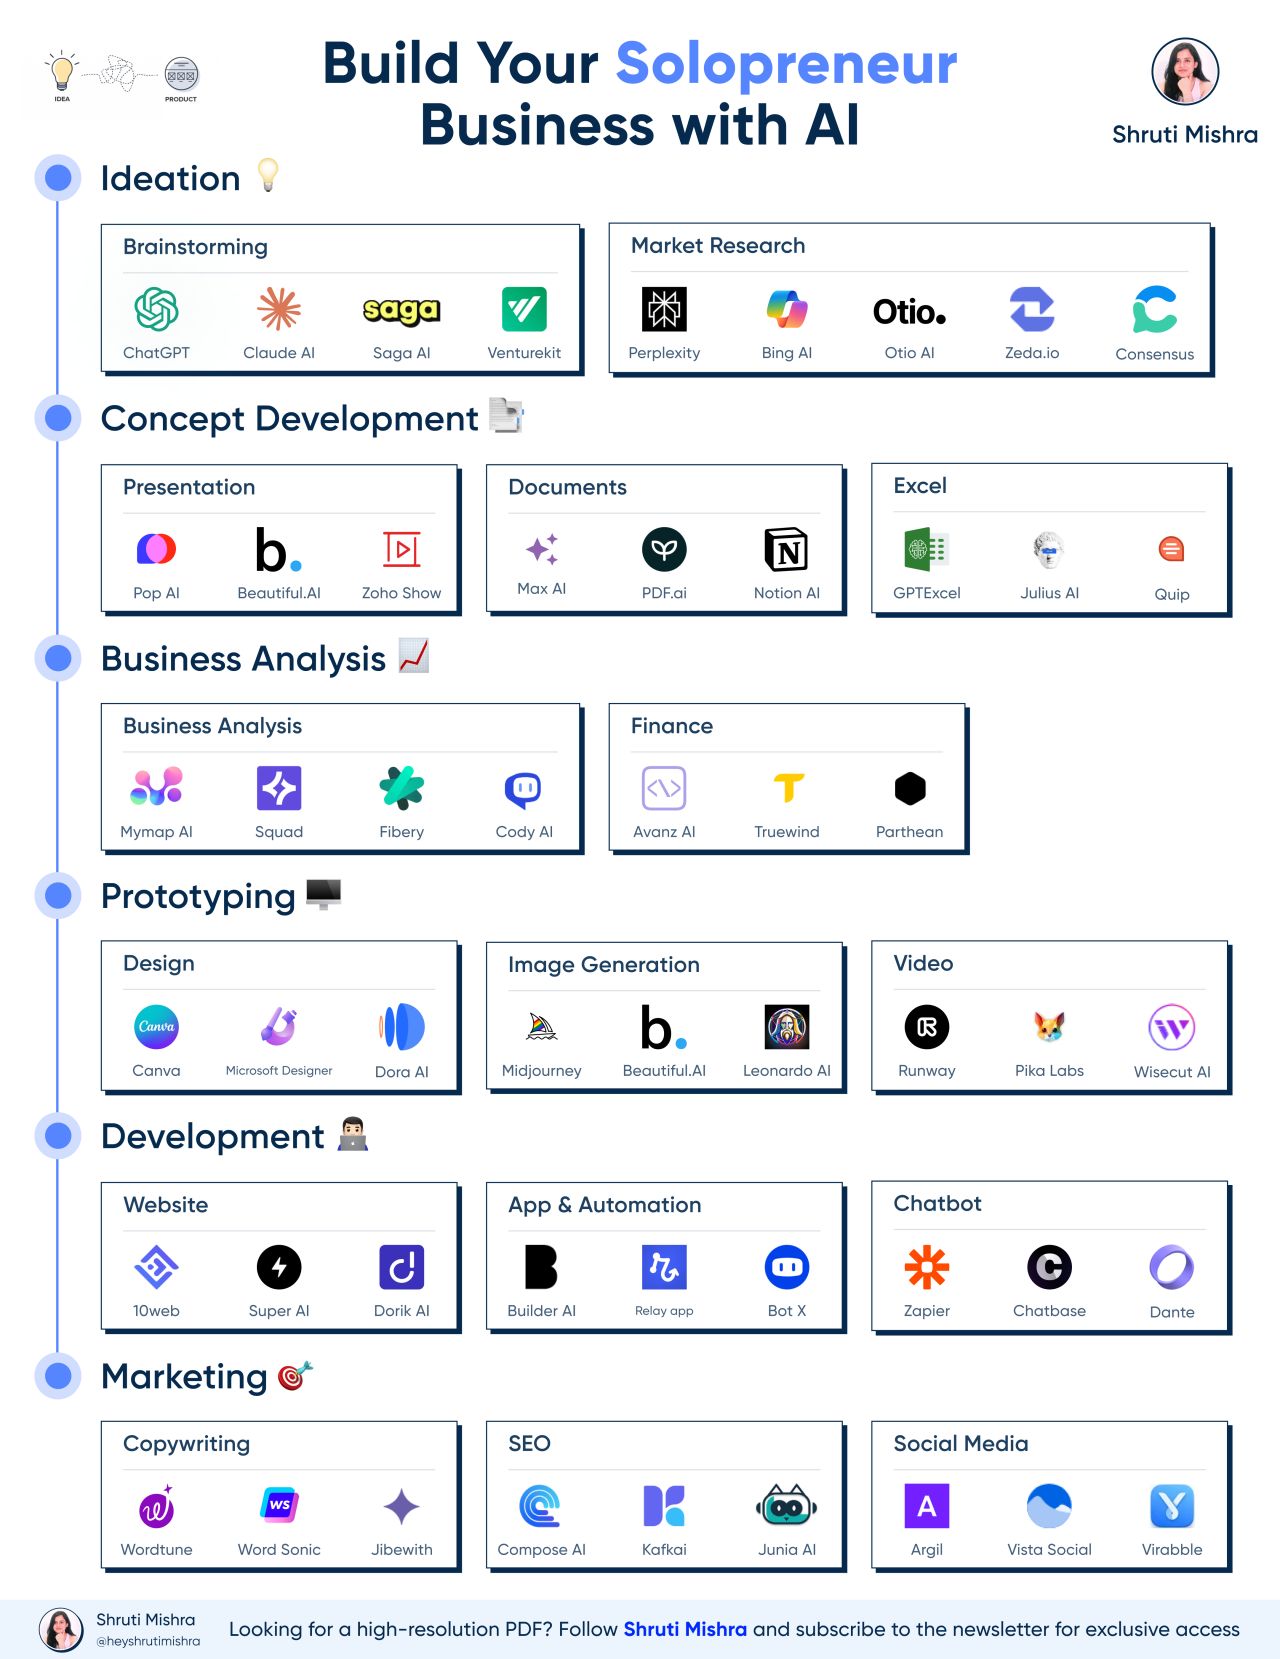 Build Your Solopreneur
Business with AI
IDEA
PRODUCT
Shruti Mishra
Ideation
Brainstorming
ChatGPT
Claude AI
saga
Saga AI
Venturekit
Market Research
Perplexity
Bing AI
Otio.
Otio AI
Zeda.io
Consensus
Concept Development
Presentation
Pop AI
b.
Beautiful.AI
Zoho Show
Documents
Max AI
PDF.ai
N
Notion AI
Excel
GPTExcel
Julius AI
Quip
Business Analysis
Business Analysis
Mymap AI
Squad
Fibery
Cody AI
Finance
Avanz AI
Truewind
Parthean
Prototyping
Design
Canva
Canva
Microsoft Designer
Dora AI
Image Generation
Midjourney
b.
Beautiful.AI
Leonardo AI
Video
Runway
Pika Labs
Wisecut AI
Development
Website
10web
Super AI
Dorik AI
App & Automation
Builder AI
Relay app
Bot X
Chatbot
Zapier
C
Chatbase
Dante
Marketing
Copywriting
w
Wordtune
WS
Word Sonic
Jibewith
SEO
Compose AI
Kafkai
Junia AI
Social Media
A
Argil
Vista Social
Virabble
Shruti Mishra
@heyshrutimishra
Looking for a high-resolution PDF? Follow Shruti Mishra and subscribe to the newsletter for exclusive access